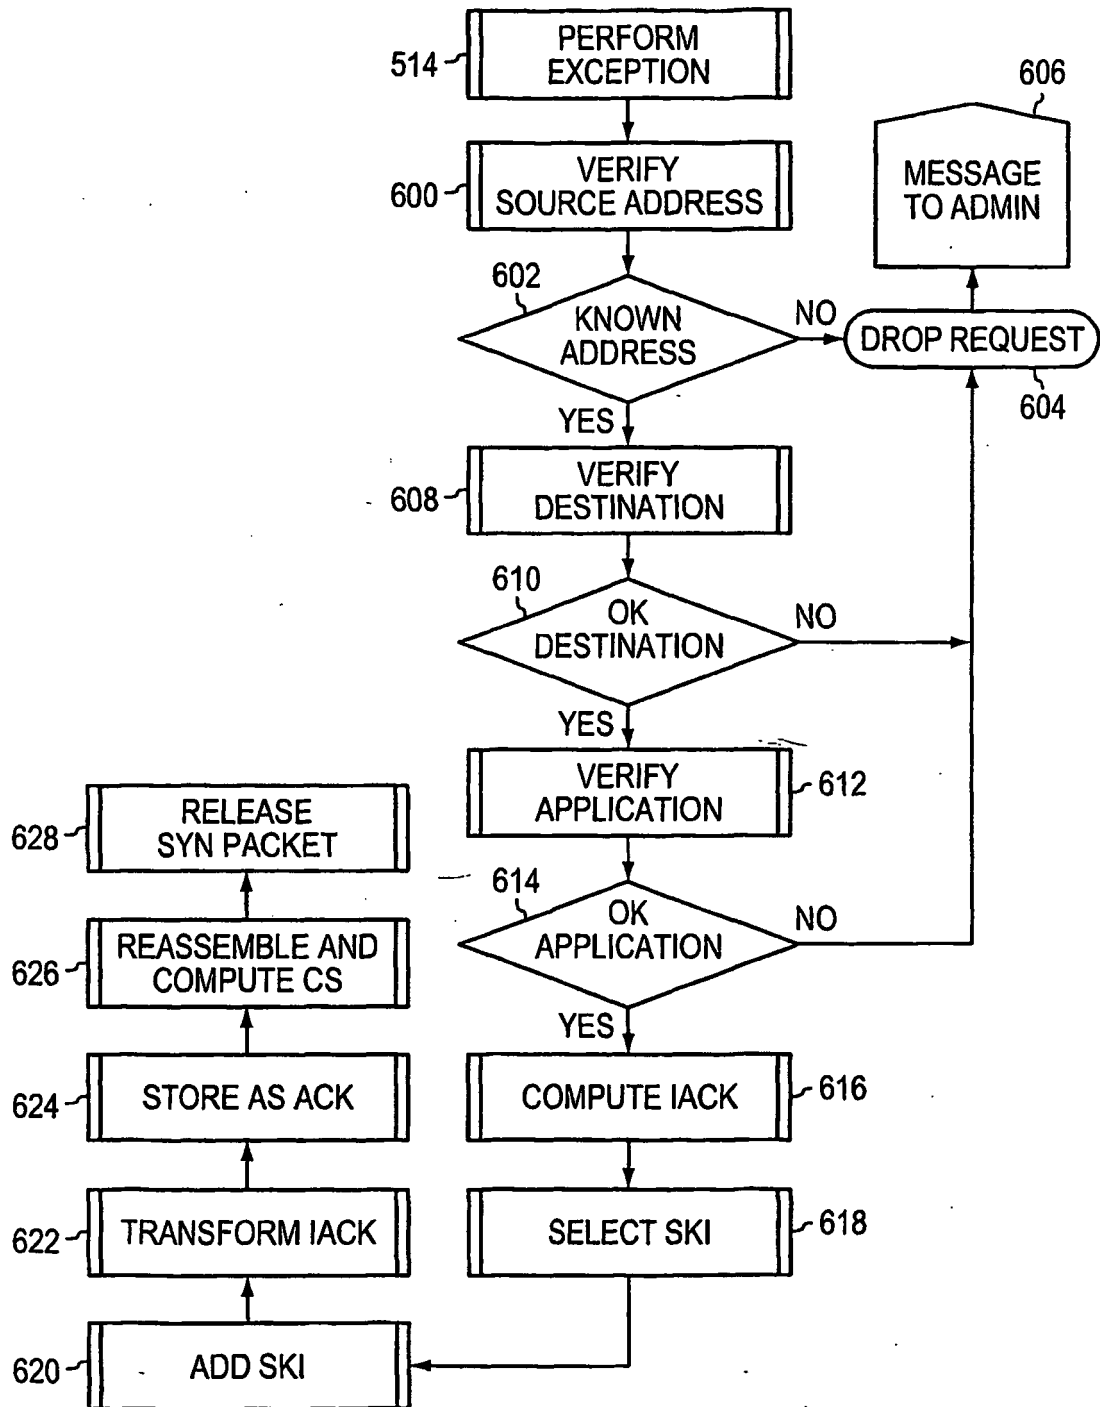 PERFORM
EXCEPTION
514
606
MESSAGE
TO ADMIN
VERIFY
SOURCE ADDRESS
600
602
KNOWN
ADDRESS
NO
DROP REQUEST
604
YES
VERIFY
DESTINATION
608
610
OK
DESTINATION
NO
YES
VERIFY
APPLICATION
612
614
OK
APPLICATION
NO
YES
COMPUTE IACK
616
SELECT SKI
618
ADD SKI
620
TRANSFORM IACK
622
STORE AS ACK
624
REASSEMBLE AND
COMPUTE CS
626
RELEASE
SYN PACKET
628